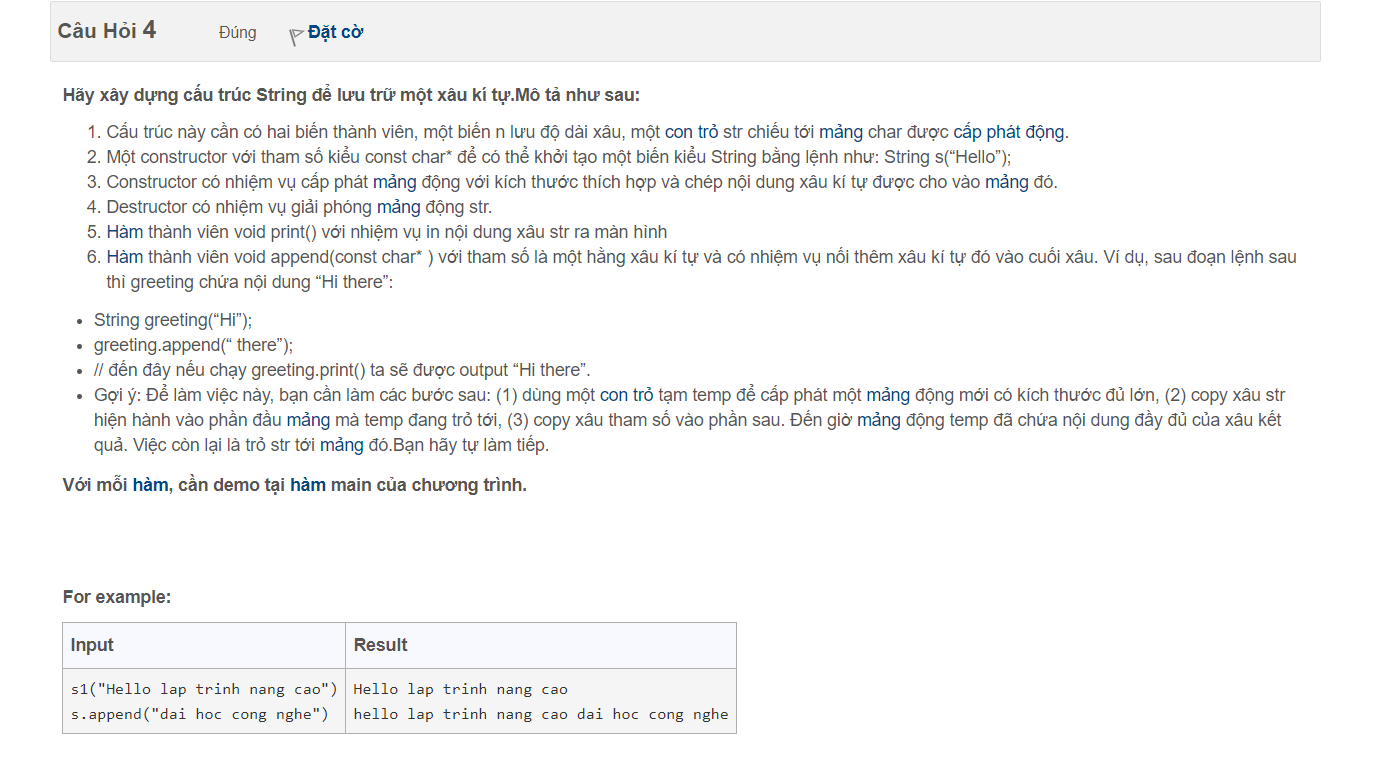 Câu Hỏi 4 Đúng Đặt cờ
Hãy xây dựng cấu trúc String để lưu trữ một xâu kí tự.Mô tả như sau:
1. Cấu trúc này cần có hai biến thành viên, một biến n lưu độ dài xâu, một con trỏ str chiếu tới mảng char được cấp phát động.
2. Một constructor với tham số kiểu const char* để có thể khởi tạo một biến kiểu String bằng lệnh như: String s(“Hello”);
3. Constructor có nhiệm vụ cấp phát mảng động với kích thước thích hợp và chép nội dung xâu kí tự được cho vào mảng đó.
4. Destructor có nhiệm vụ giải phóng mảng động str.
5. Hàm thành viên void print() với nhiệm vụ in nội dung xâu str ra màn hình
6. Hàm thành viên void append(const char* ) với tham số là một hằng xâu kí tự và có nhiệm vụ nối thêm xâu kí tự đó vào cuối xâu. Ví dụ, sau đoạn lệnh sau
thì greeting chứa nội dung “Hi there”:
• String greeting(“Hi”);
• greeting.append(“ there”);
• // đến đây nếu chạy greeting.print() ta sẽ được output “Hi there”.
• Gợi ý: Để làm việc này, bạn cần làm các bước sau: (1) dùng một con trỏ tạm temp để cấp phát một mảng động mới có kích thước đủ lớn, (2) copy xâu str
hiện hành vào phần đầu mảng mà temp đang trỏ tới, (3) copy xâu tham số vào phần sau. Đến giờ mảng động temp đã chứa nội dung đầy đủ của xâu kết
quả. Việc còn lại là trỏ str tới mảng đó.Bạn hãy tự làm tiếp.
Với mỗi hàm, cần demo tại hàm main của chương trình.
For example:
Input Result
s1("Hello lap trinh nang cao") Hello lap trinh nang cao
s.append("dai hoc cong nghe") hello lap trinh nang cao dai hoc cong nghe